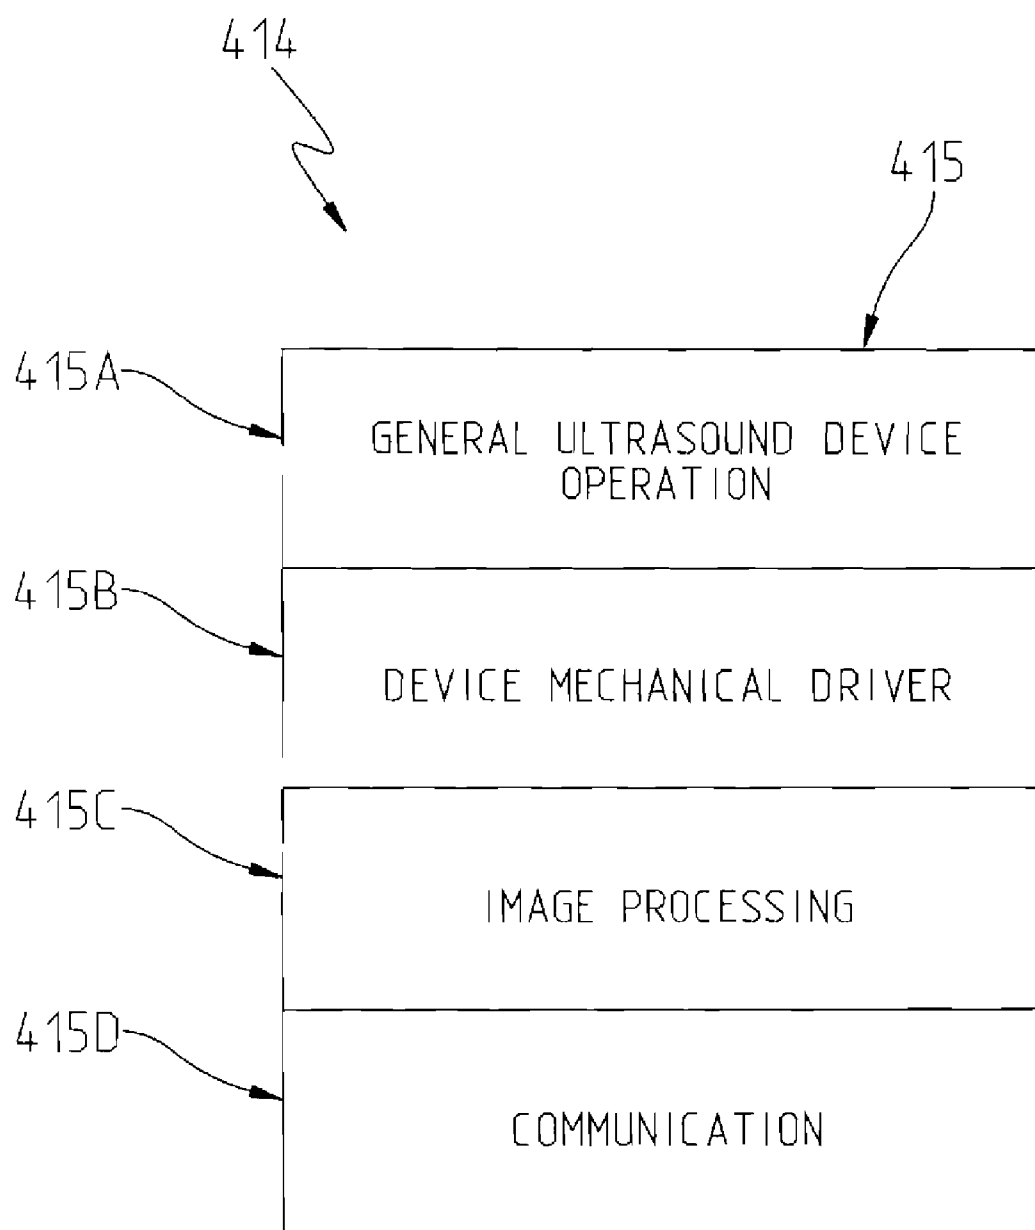 414
415
415A
GENERAL ULTRASOUND DEVICE
OPERATION
415B
DEVICE MECHANICAL DRIVER
415C
IMAGE PROCESSING
415D
COMMUNICATION